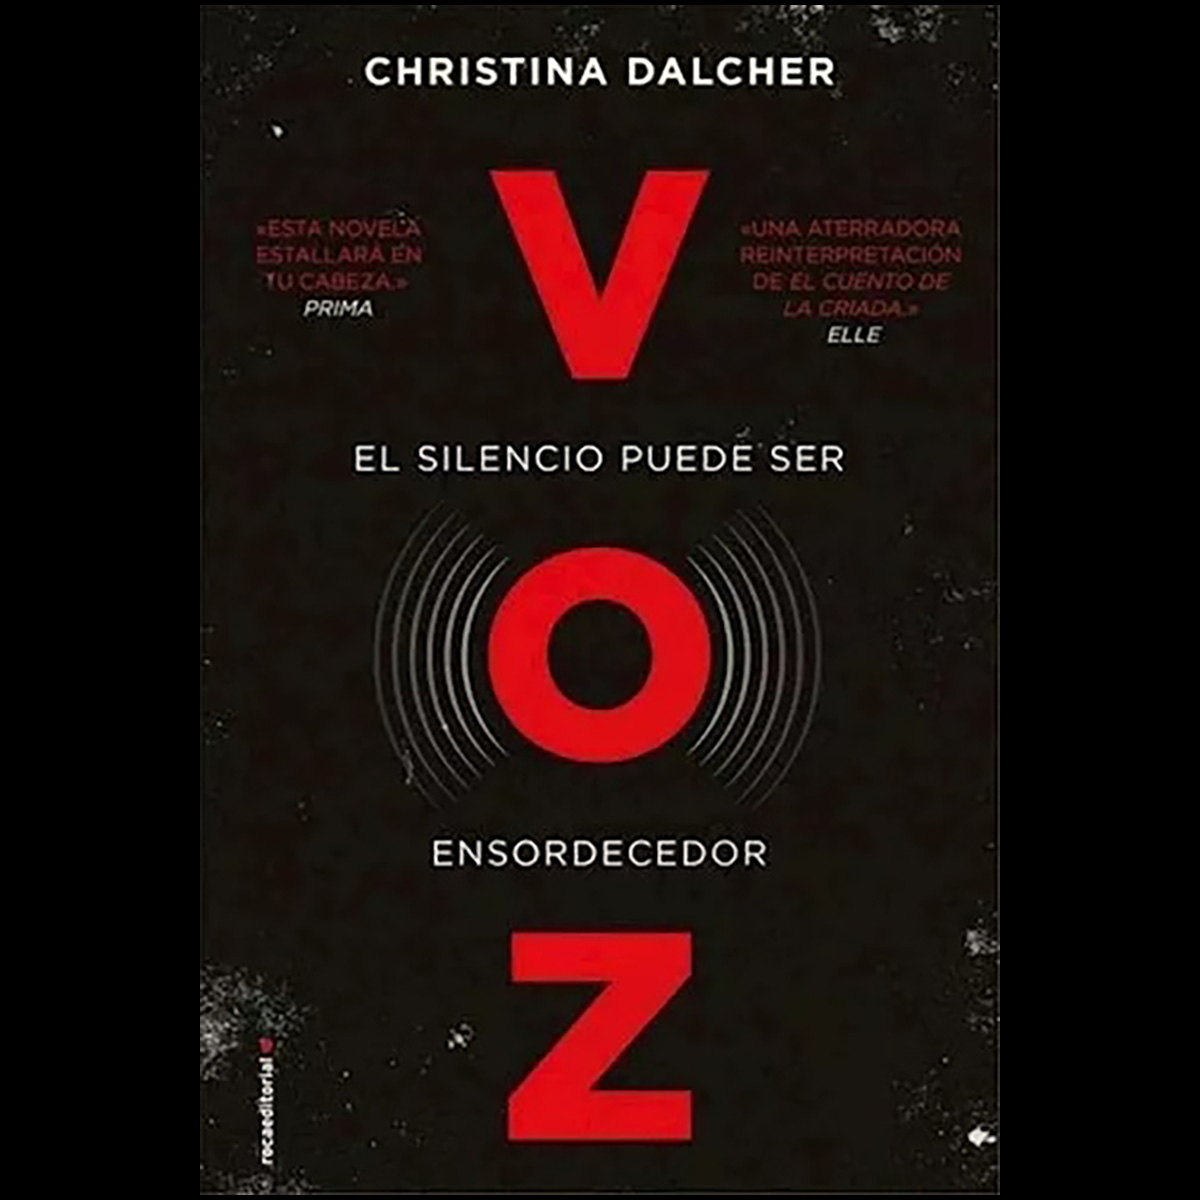 CHRISTINA DALCHER
V
«ESTA NOVELA
ESTALLARÁ EN
TU CABEZA.»
PRIMA
«UNA ATERRADORA
REINTERPRETACIÓN
DE EL CUENTO DE
LA CRIADA.»
ELLE
EL SILENCIO PUEDE SER
O
ENSORDECEDOR
Z
rocaeditorial